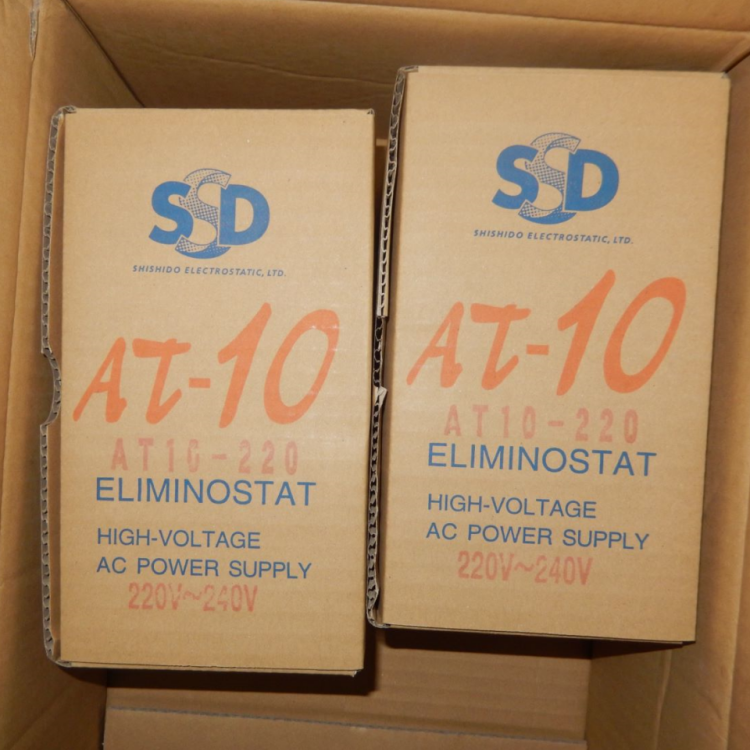 SSD
SHISHIDO ELECTROSTATIC, LTD.
AT-10
AT10-220
ELIMINOSTAT
HIGH-VOLTAGE
AC POWER SUPPLY
220V~240V
SSD
SHISHIDO ELECTROSTATIC, LTD.
AT-10
AT10-220
ELIMINOSTAT
HIGH-VOLTAGE
AC POWER SUPPLY
220V~240V